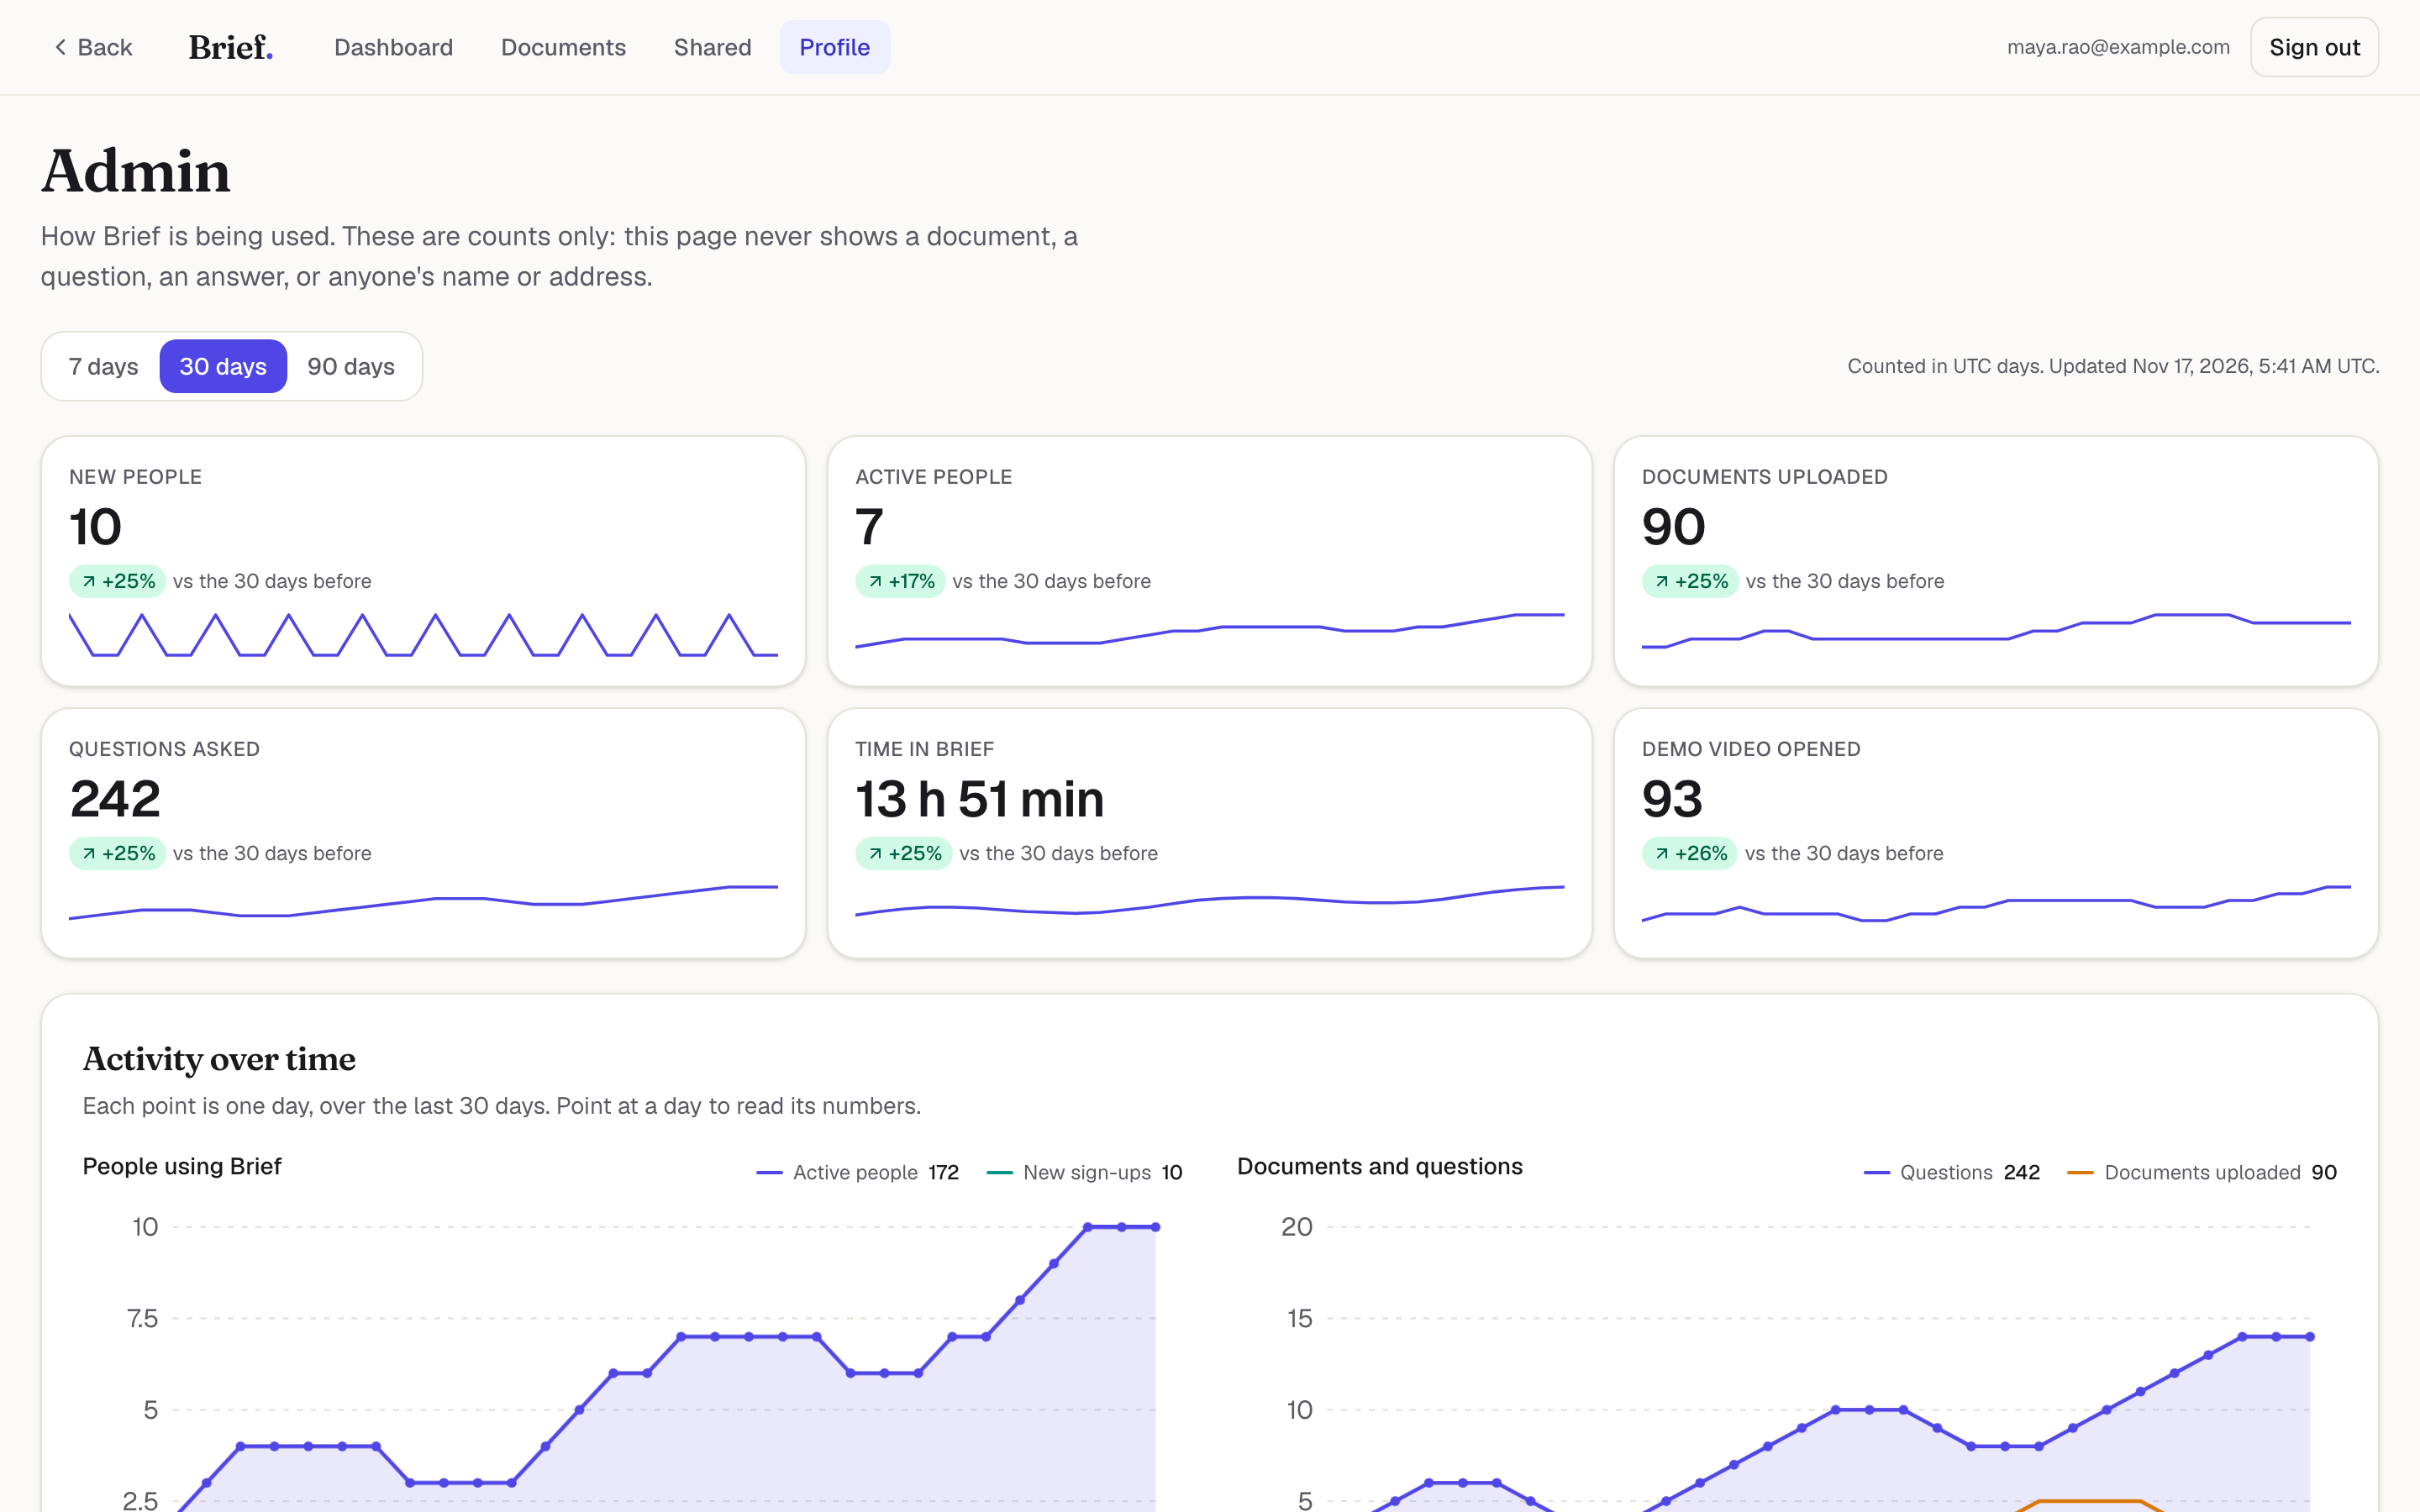 Back
Brief.
Dashboard
Documents
Shared
Profile
maya.rao@example.com
Sign out
Admin
How Brief is being used. These are counts only: this page never shows a document, a
question, an answer, or anyone's name or address.
7 days
30 days
90 days
Counted in UTC days. Updated Nov 17, 2026, 5:41 AM UTC.
NEW PEOPLE
10
+25% vs the 30 days before
ACTIVE PEOPLE
7
+17% vs the 30 days before
DOCUMENTS UPLOADED
90
+25% vs the 30 days before
QUESTIONS ASKED
242
+25% vs the 30 days before
TIME IN BRIEF
13 h 51 min
+25% vs the 30 days before
DEMO VIDEO OPENED
93
+26% vs the 30 days before
Activity over time
Each point is one day, over the last 30 days. Point at a day to read its numbers.
People using Brief
Active people 172
New sign-ups 10
10
7.5
5
2.5
Documents and questions
Questions 242
Documents uploaded 90
20
15
10
5